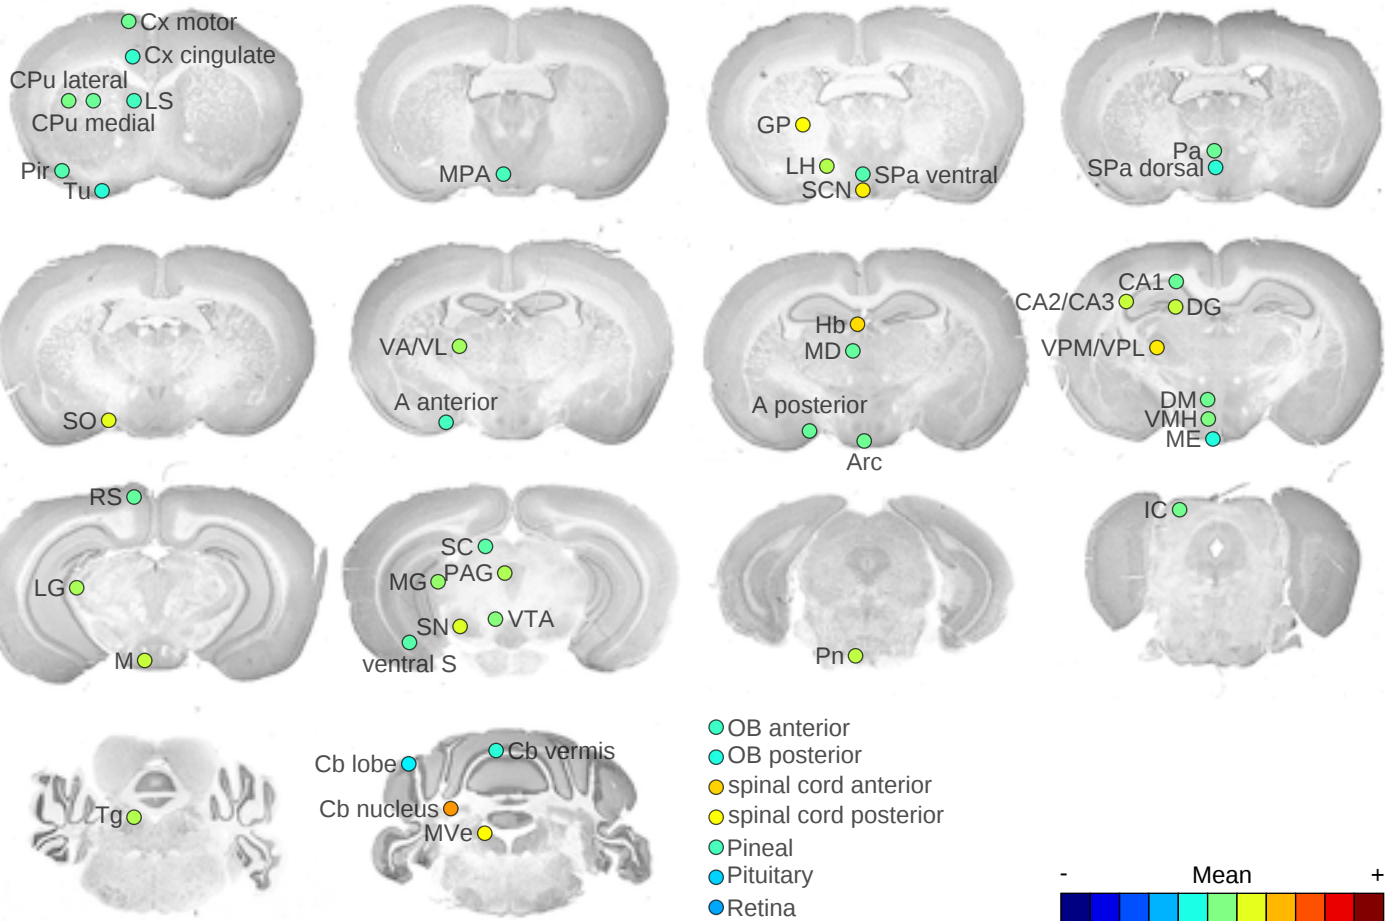 Cx motor
Cx cingulate
CPu lateral
LS
CPu medial
Pir
Tu
MPA
GP
LH
SPa ventral
SCN
Pa
SPa dorsal
SO
VA/VL
A anterior
Hb
MD
A posterior
Arc
CA1
CA2/CA3
DG
VPM/VPL
DM
VMH
ME
RS
LG
M
SC
MG
PAG
SN
VTA
ventral S
Pn
IC
Tg
Cb lobe
Cb vermis
Cb nucleus
MVe
OB anterior
OB posterior
spinal cord anterior
spinal cord posterior
Pineal
Pituitary
Retina
- Mean +